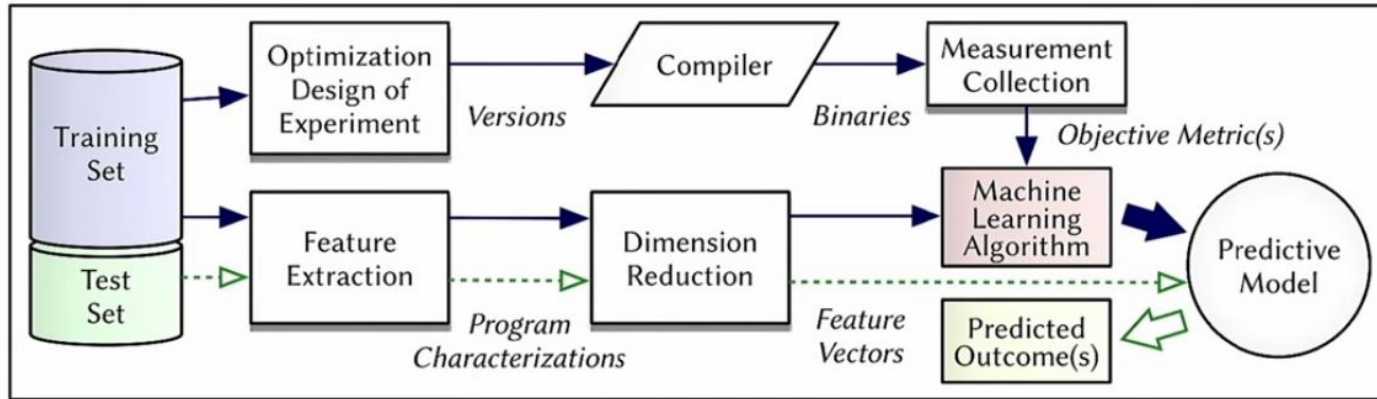 Training
Set
Test
Set
Optimization
Design of
Experiment
Versions
Compiler
Binaries
Measurement
Collection
Objective Metric(s)
Feature
Extraction
Program
Characterizations
Dimension
Reduction
Feature
Vectors
Machine
Learning
Algorithm
Predictive
Model
Predicted
Outcome(s)